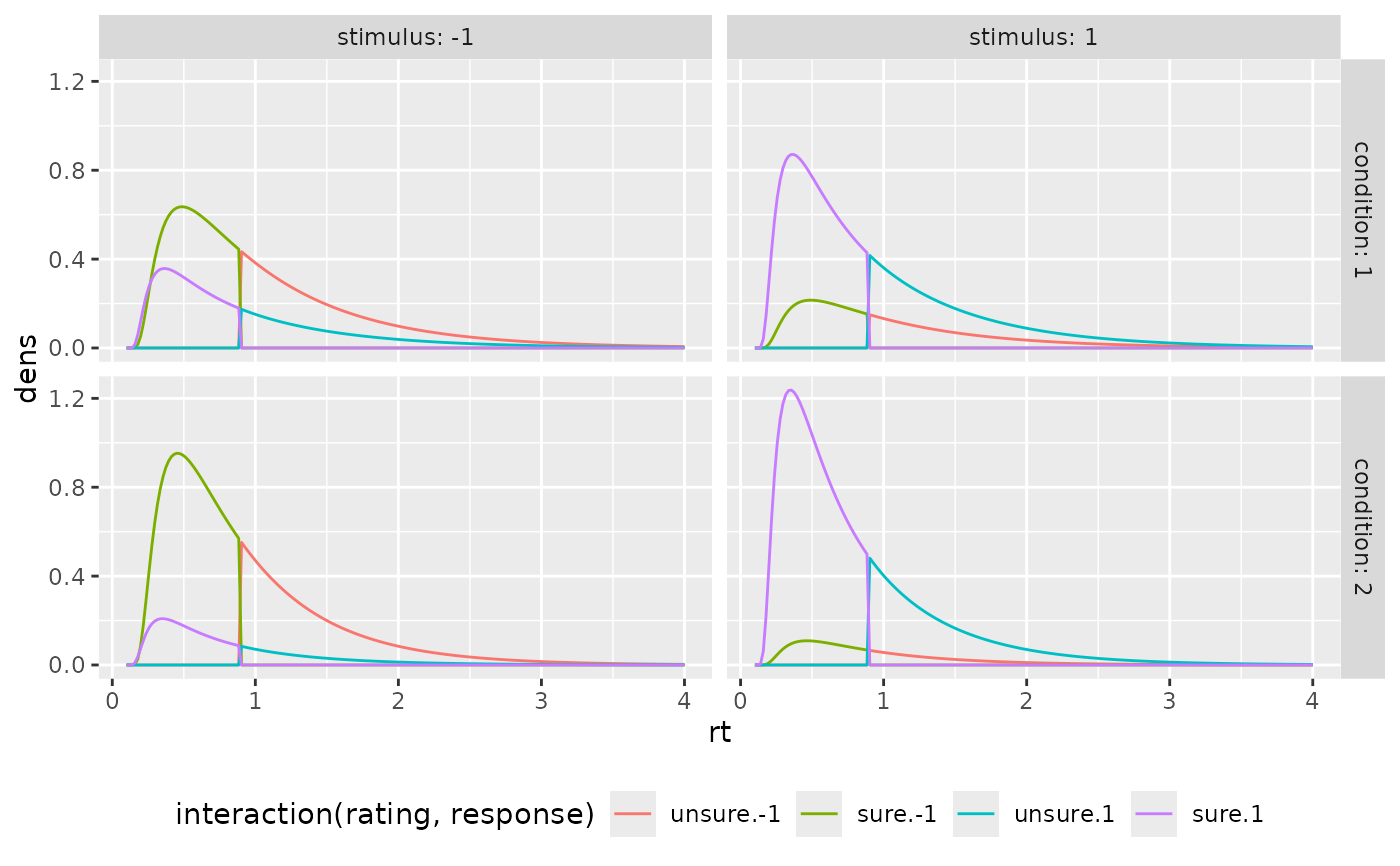 stimulus: -1
stimulus: 1
1.2
0.8
0.4
0.0
condition: 1
dens
1.2
0.8
0.4
0.0
condition: 2
0 1 2 3 4
0 1 2 3 4
rt
interaction(rating, response) unsure.-1 sure.-1 unsure.1 sure.1